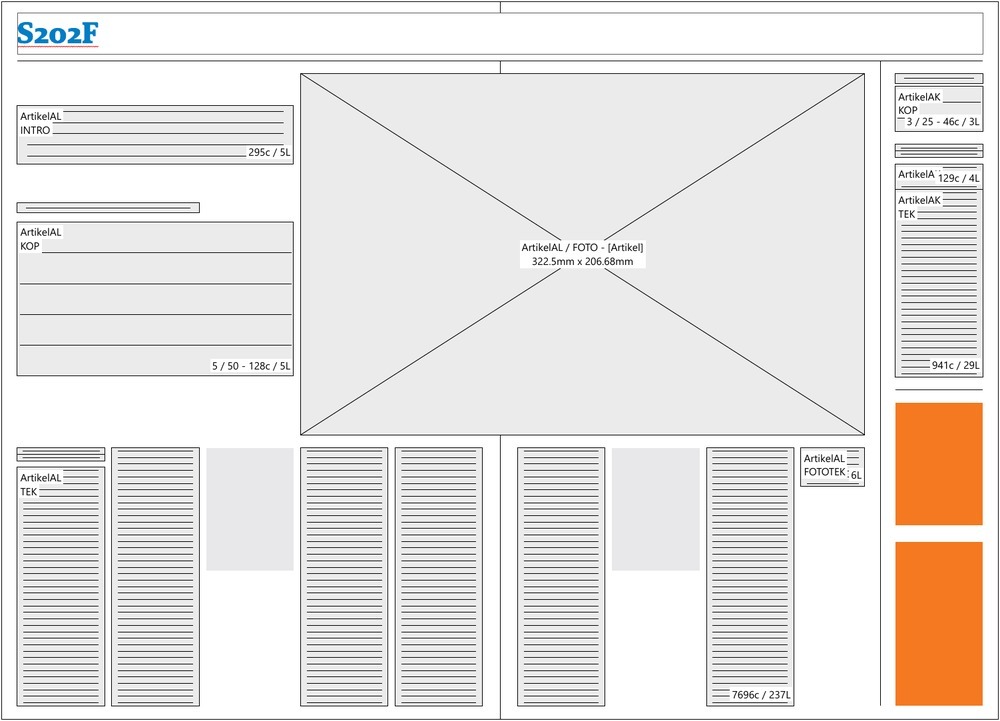 S202F
ArtikelAL
INTRO
295c / 5L
ArtikelAL
KOP
5 / 50 - 128c / 5L
ArtikelAL / FOTO - [Artikel]
322.5mm x 206.68mm
ArtikelAL
TEK
7696c / 237L
ArtikelAL
FOTOTEK
6L
ArtikelAK
KOP
3 / 25 - 46c / 3L
129c / 4L
ArtikelAK
TEK
941c / 29L